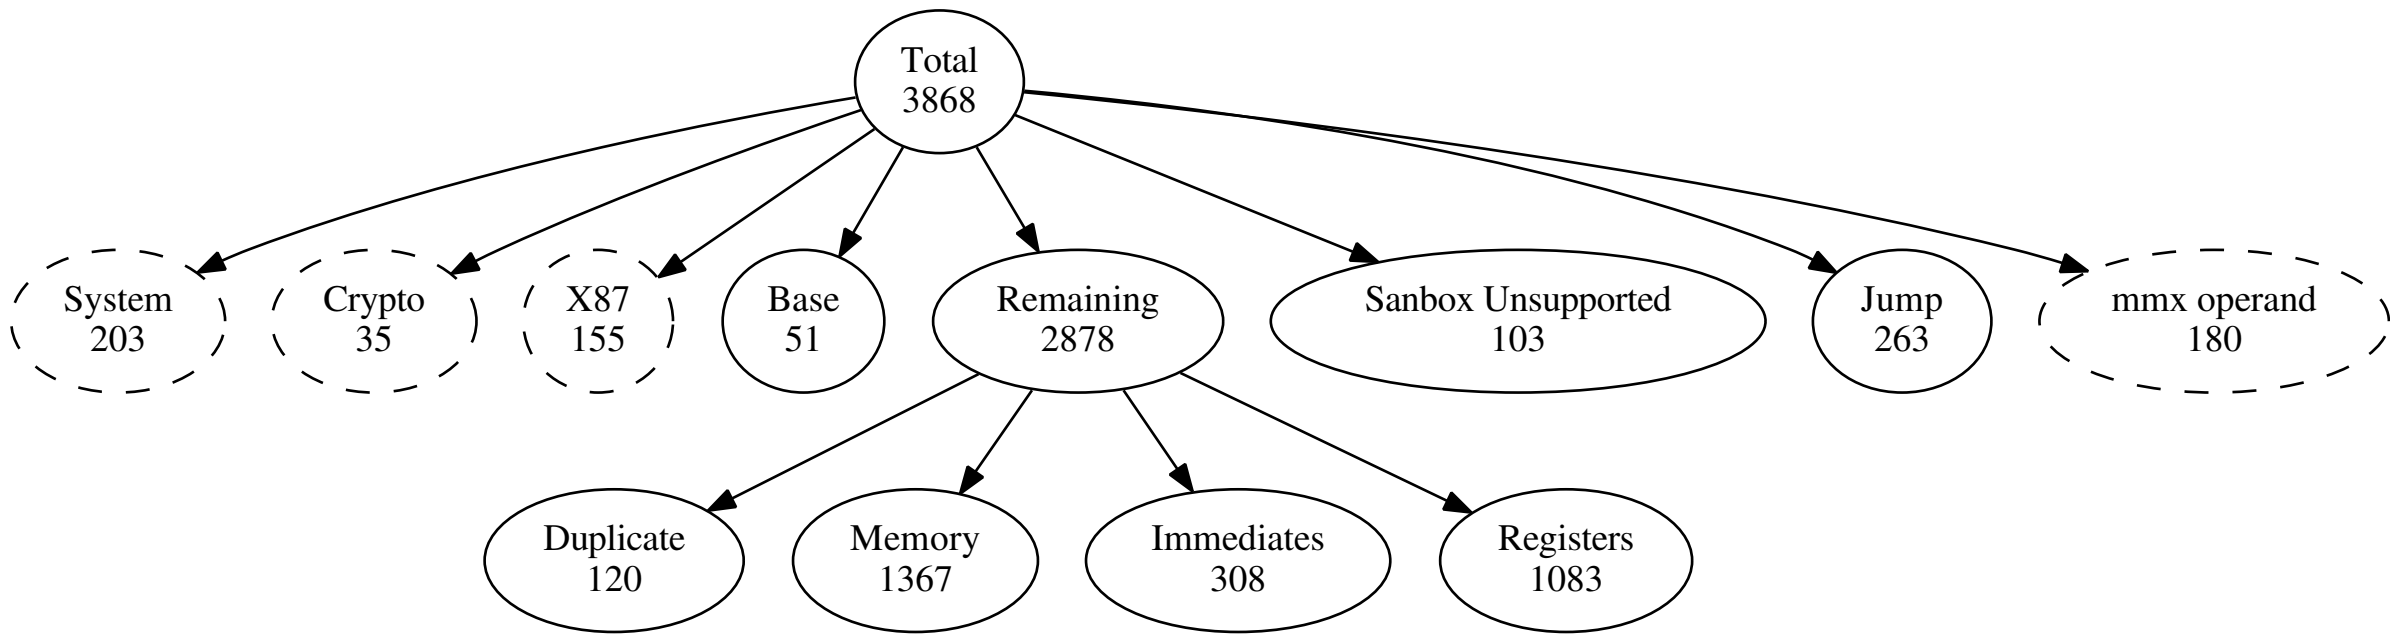 Total
3868
System
203
Crypto
35
X87
155
Base
51
Remaining
2878
Sanbox Unsupported
103
Jump
263
mmx operand
180
Duplicate
120
Memory
1367
Immediates
308
Registers
1083